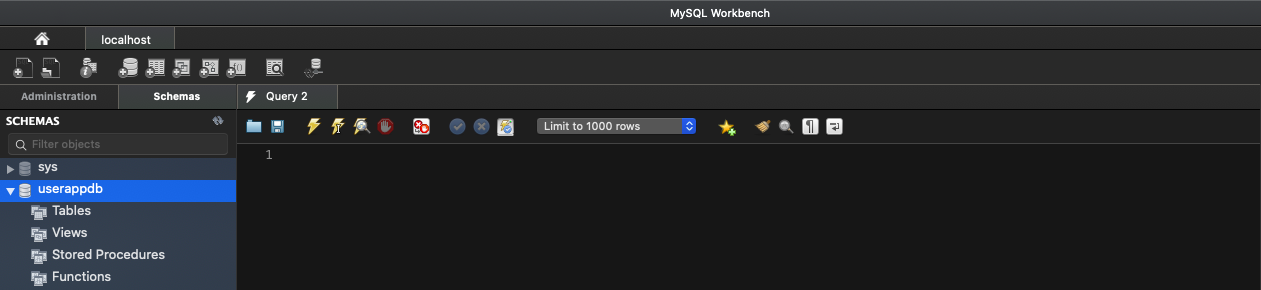 MySQL Workbench
localhost
Administration
Schemas
Query 2
SCHEMAS
Limit to 1000 rows
Filter objects
1
sys
userappdb
Tables
Views
Stored Procedures
Functions